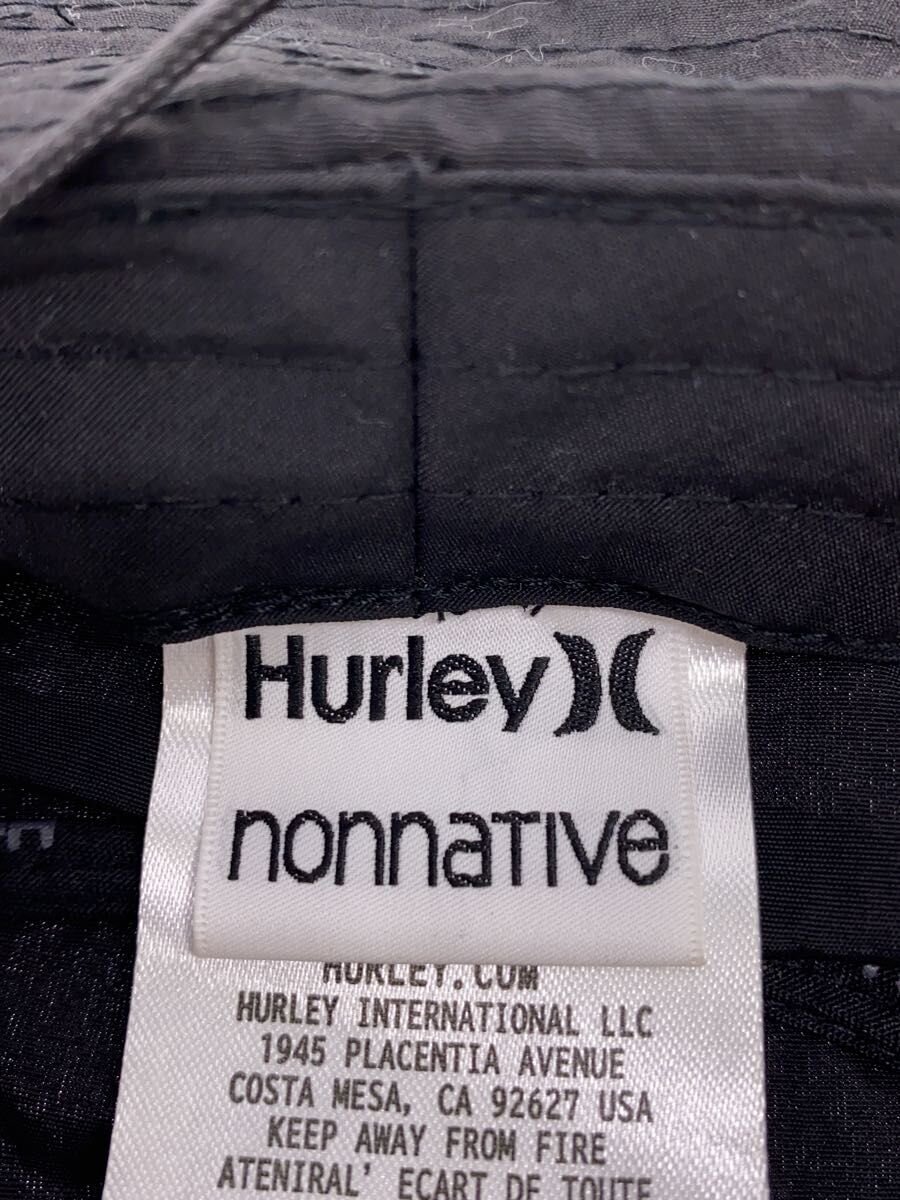 Hurley
nonnative
HURLEY.COM
HURLEY INTERNATIONAL LLC
1945 PLACENTIA AVENUE
COSTA MESA, CA 92627 USA
KEEP AWAY FROM FIRE
ATENIRAL' ECART DE TOUTE